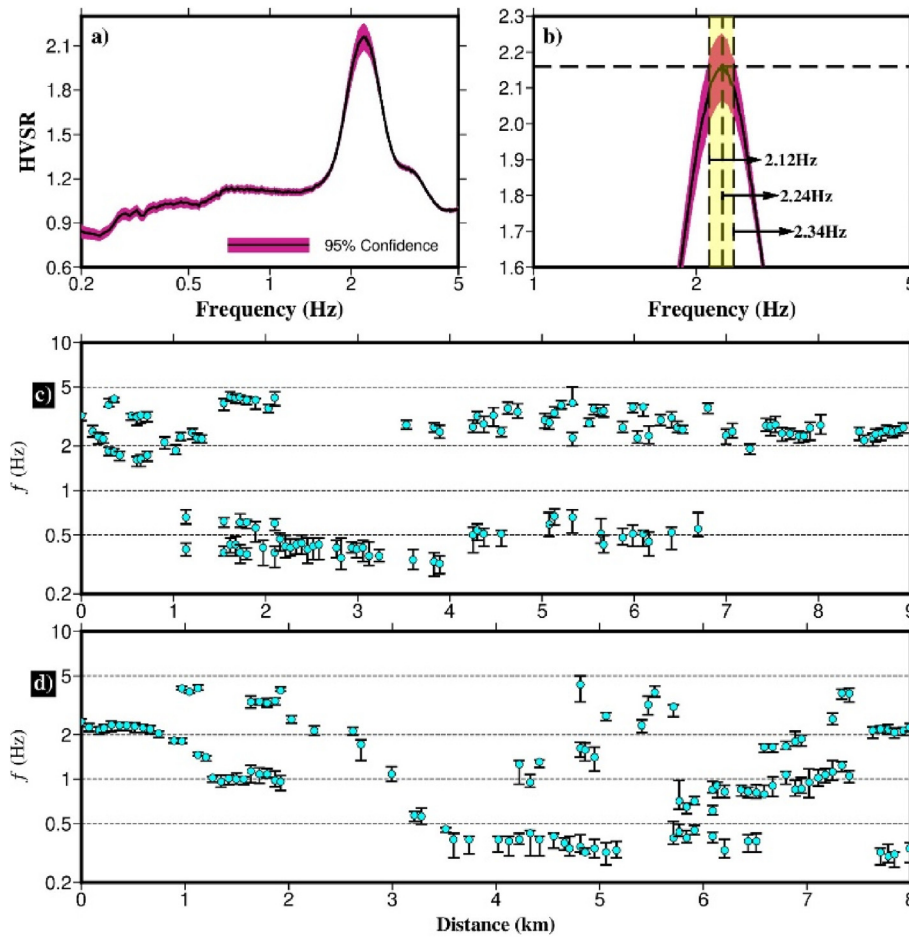 a)
HVSR
2.1
1.8
1.5
1.2
0.9
0.6
95% Confidence
0.2 0.5 1 2 5
Frequency (Hz)
b)
2.3
2.2
2.1
2.0
1.9
1.8
1.7
1.6
2.12Hz
2.24Hz
2.34Hz
1 2 5
Frequency (Hz)
c)
f (Hz)
10
5
2
1
0.5
0.2
0 1 2 3 4 5 6 7 8 9
d)
f (Hz)
10
5
2
1
0.5
0.2
0 1 2 3 4 5 6 7 8
Distance (km)